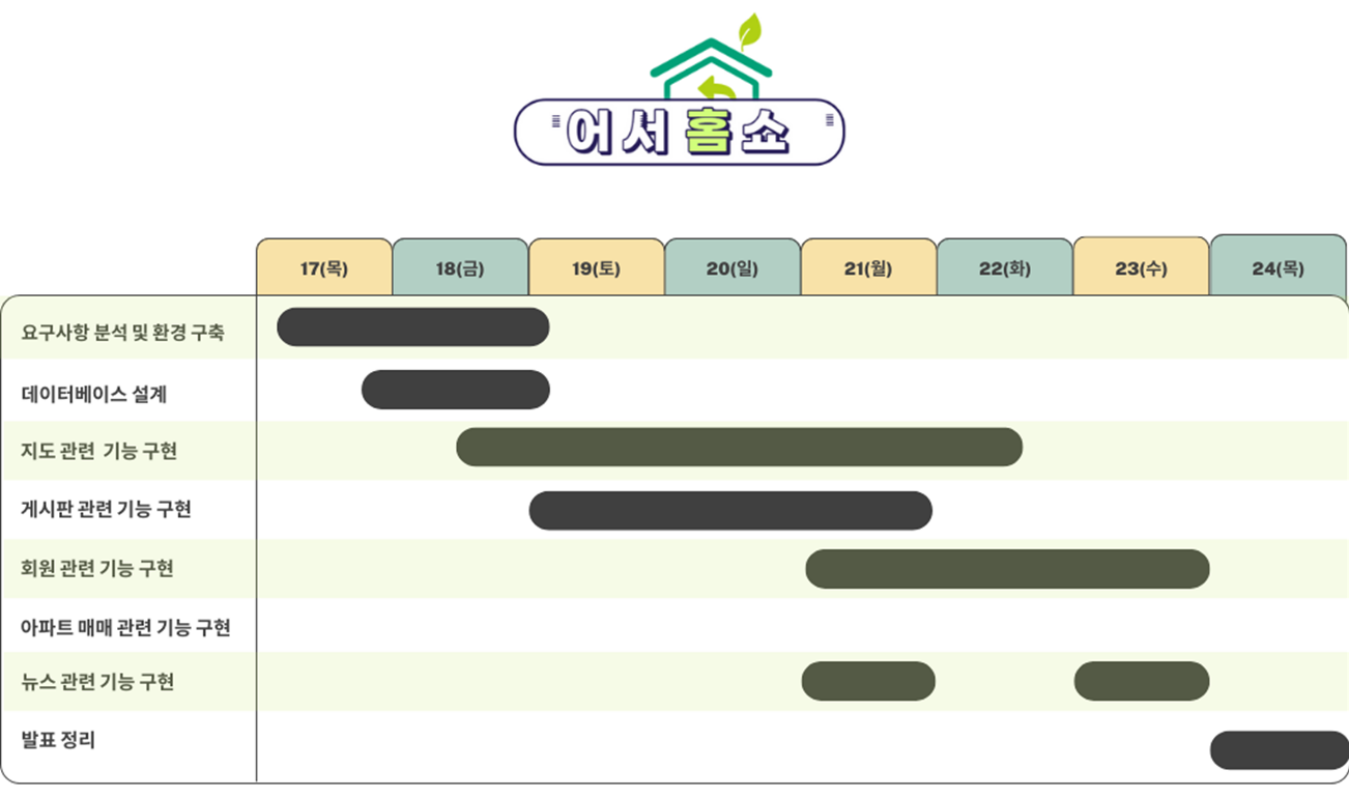 어서홈쇼
17(목) 18(금) 19(토) 20(일) 21(월) 22(화) 23(수) 24(목)
요구사항 분석 및 환경 구축
데이터베이스 설계
지도 관련 기능 구현
게시판 관련 기능 구현
회원 관련 기능 구현
아파트 매매 관련 기능 구현
뉴스 관련 기능 구현
발표 정리